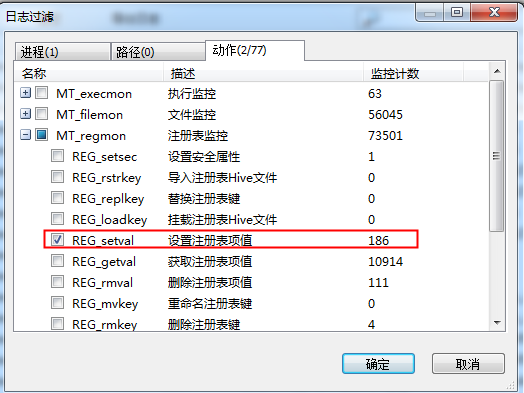 日志过滤
进程(1) 路径(0) 动作(2/77)
名称 描述 监控计数
MT_execmon 执行监控 63
MT_filemon 文件监控 56045
MT_regmon 注册表监控 73501
REG_setsec 设置安全属性 1
REG_rstrkey 导入注册表Hive文件 0
REG_replkey 替换注册表键 0
REG_loadkey 挂载注册表Hive文件 0
REG_setval 设置注册表项值 186
REG_getval 获取注册表项值 10914
REG_rmval 删除注册表项值 111
REG_mvkey 重命名注册表键 0
REG_rmkey 删除注册表键 4
确定 取消